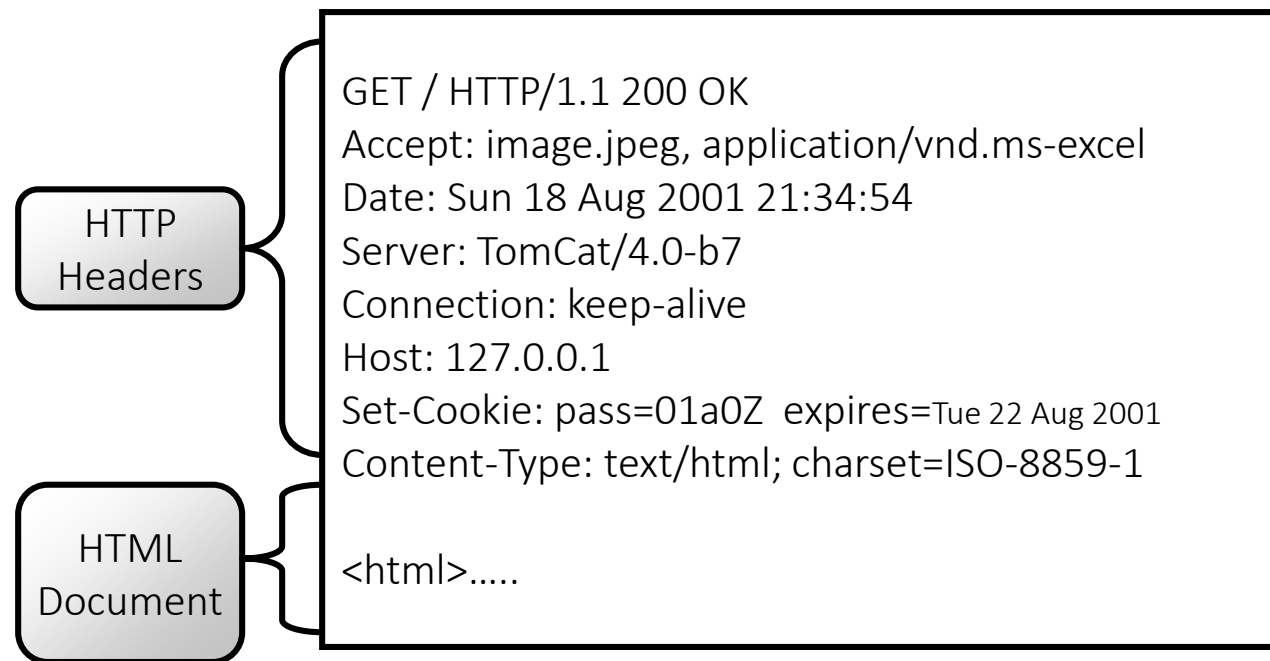 GET / HTTP/1.1 200 OK
Accept: image.jpeg, application/vnd.ms-excel
Date: Sun 18 Aug 2001 21:34:54
HTTP
Headers
Server: TomCat/4.0-b7
Connection: keep-alive
Host: 127.0.0.1
Set-Cookie: pass=01a0Z expires=Tue 22 Aug 2001
Content-Type: text/html; charset=ISO-8859-1
HTML
Document
<html>.....